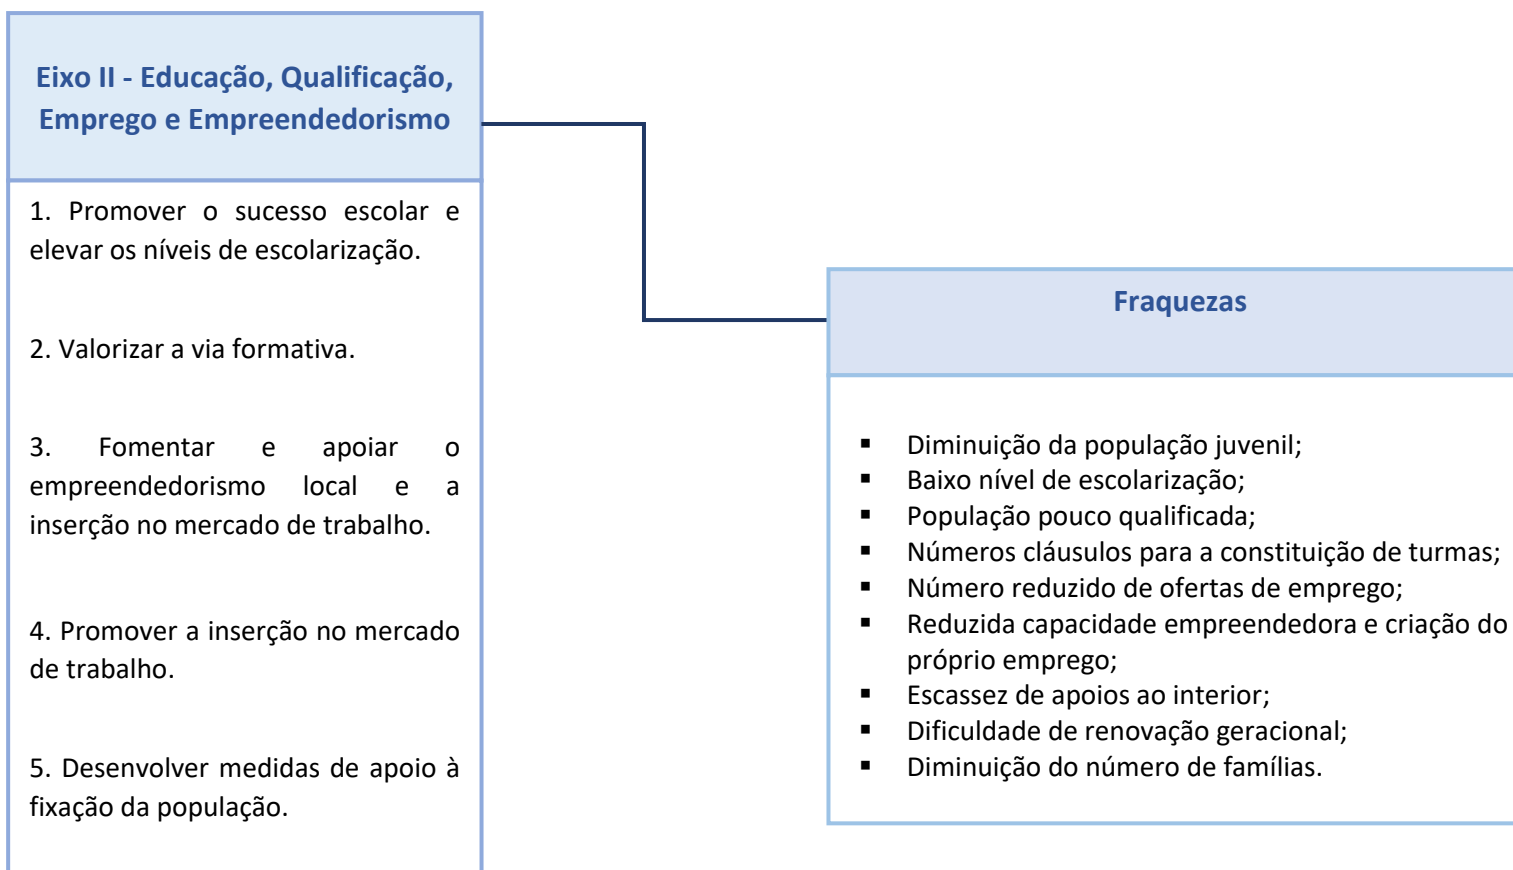 Eixo II - Educação, Qualificação,
Emprego e Empreendedorismo
1. Promover o sucesso escolar e
elevar os níveis de escolarização.
2. Valorizar a via formativa.
3. Fomentar e apoiar o
empreendedorismo local e a
inserção no mercado de trabalho.
4. Promover a inserção no mercado
de trabalho.
5. Desenvolver medidas de apoio à
fixação da população.
Fraquezas
▪ Diminuição da população juvenil;
▪ Baixo nível de escolarização;
▪ População pouco qualificada;
▪ Números cláusulos para a constituição de turmas;
▪ Número reduzido de ofertas de emprego;
▪ Reduzida capacidade empreendedora e criação do
próprio emprego;
▪ Escassez de apoios ao interior;
▪ Dificuldade de renovação geracional;
▪ Diminuição do número de famílias.